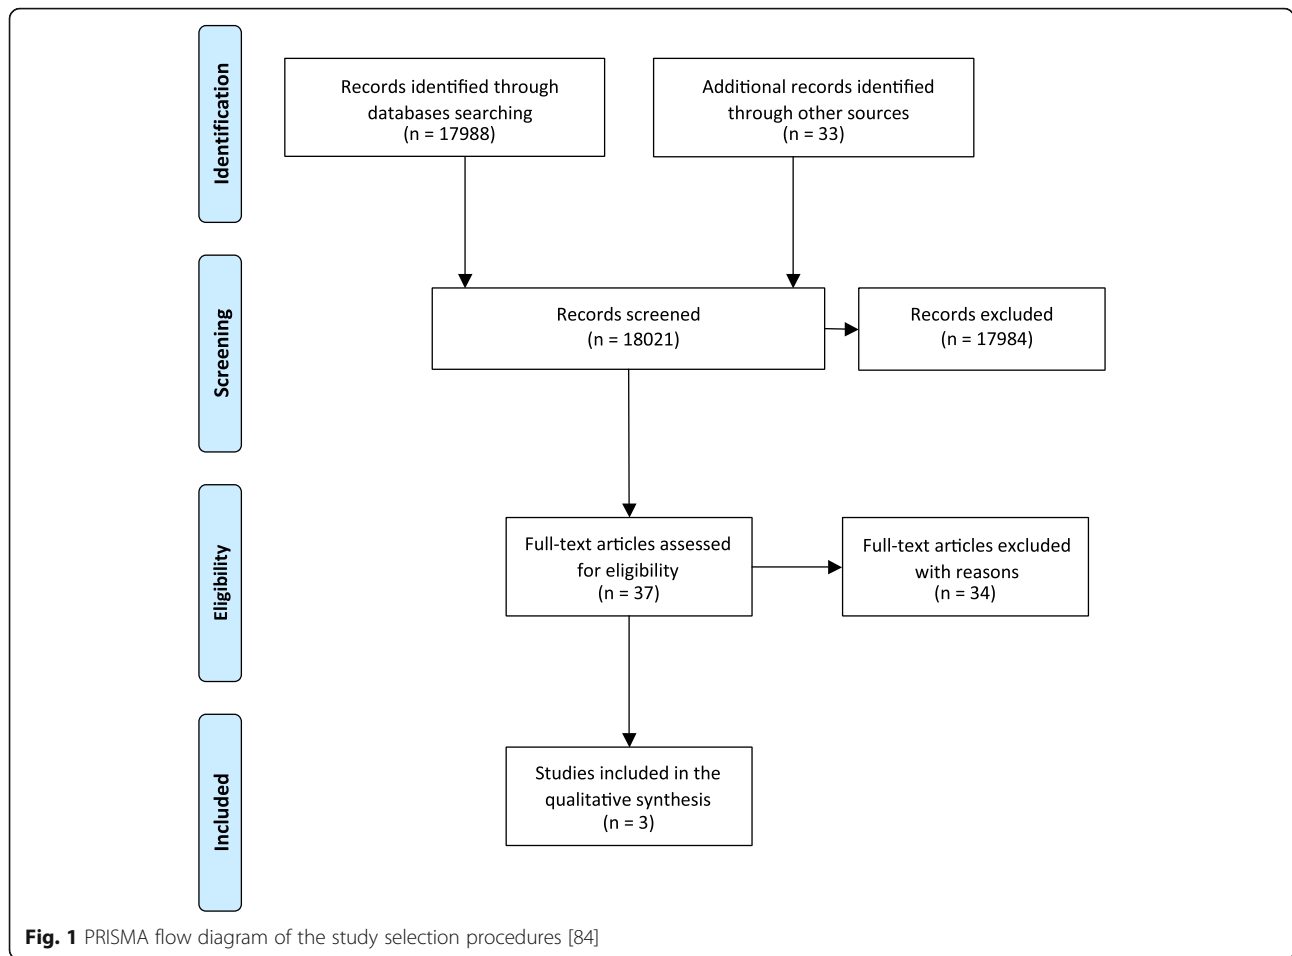 Identification
Records identified through
databases searching
(n = 17988)
Additional records identified
through other sources
(n = 33)
Screening
Records screened
(n = 18021)
Records excluded
(n = 17984)
Eligibility
Full-text articles assessed
for eligibility
(n = 37)
Full-text articles excluded
with reasons
(n = 34)
Included
Studies included in the
qualitative synthesis
(n = 3)
Fig. 1 PRISMA flow diagram of the study selection procedures [84]